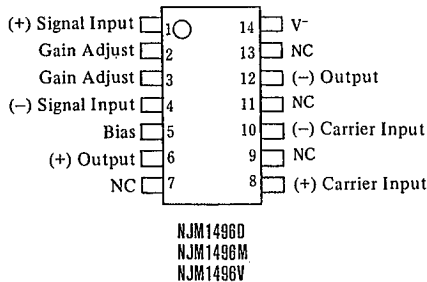 (+) Signal Input 1 14 V⁻
Gain Adjust 2 13 NC
Gain Adjust 3 12 (−) Output
(−) Signal Input 4 11 NC
Bias 5 10 (−) Carrier Input
(+) Output 6 9 NC
NC 7 8 (+) Carrier Input
NJM1496D
NJM1496M
NJM1496V